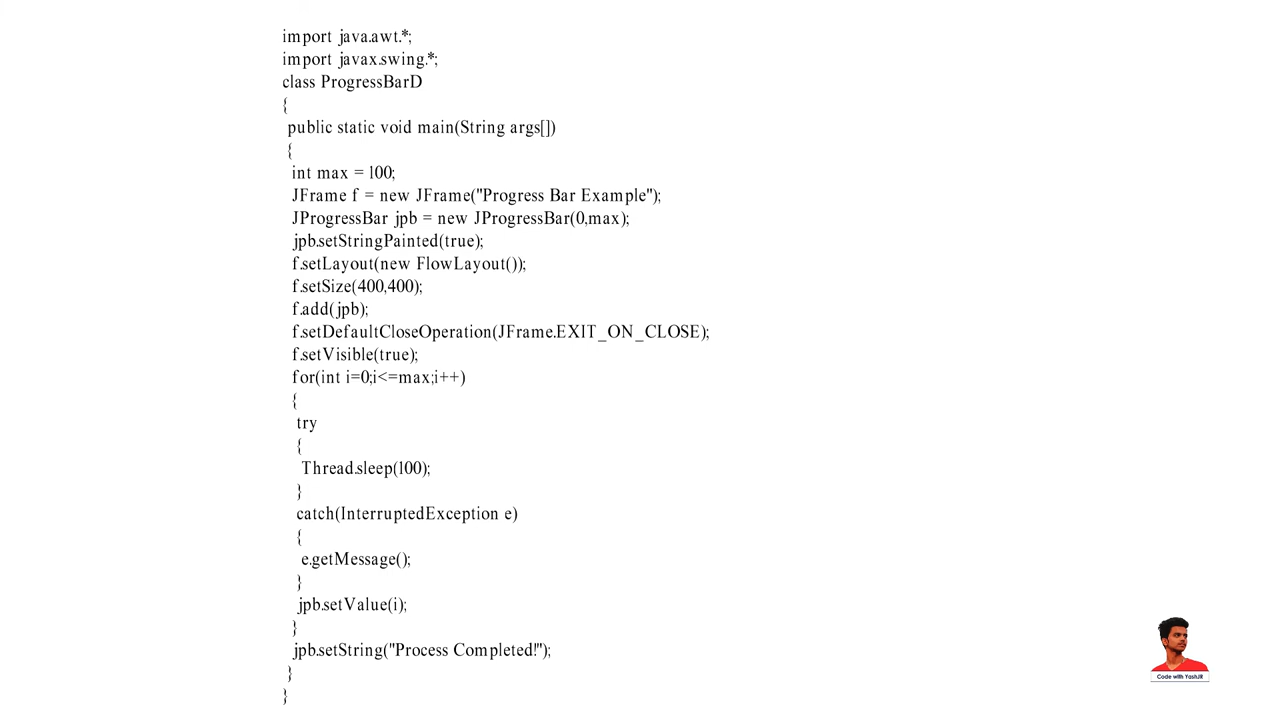 import java.awt.*;
import javax.swing.*;
class ProgressBarD
{
public static void main(String args[])
{
int max = 100;
JFrame f = new JFrame("Progress Bar Example");
JProgressBar jpb = new JProgressBar(0,max);
jpb.setStringPainted(true);
f.setLayout(new FlowLayout());
f.setSize(400,400);
f.add(jpb);
f.setDefaultCloseOperation(JFrame.EXIT_ON_CLOSE);
f.setVisible(true);
for(int i=0;i<=max;i++)
{
try
{
Thread.sleep(100);
}
catch(InterruptedException e)
{
e.getMessage();
}
jpb.setValue(i);
}
jpb.setString("Process Completed!");
}
}
Code with YashJR